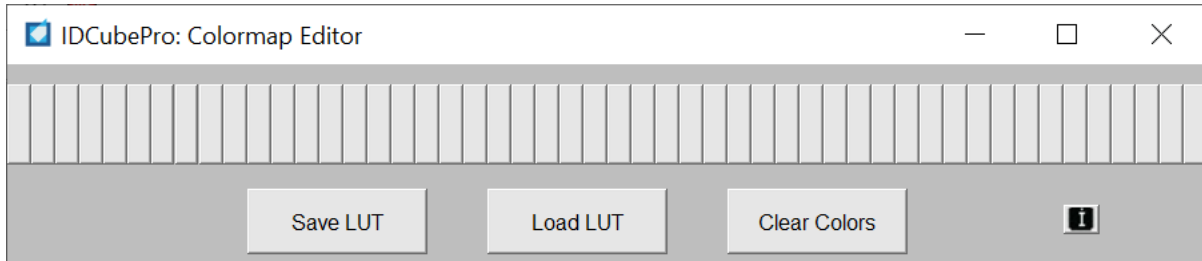 IDCubePro: Colormap Editor
Save LUT
Load LUT
Clear Colors
i